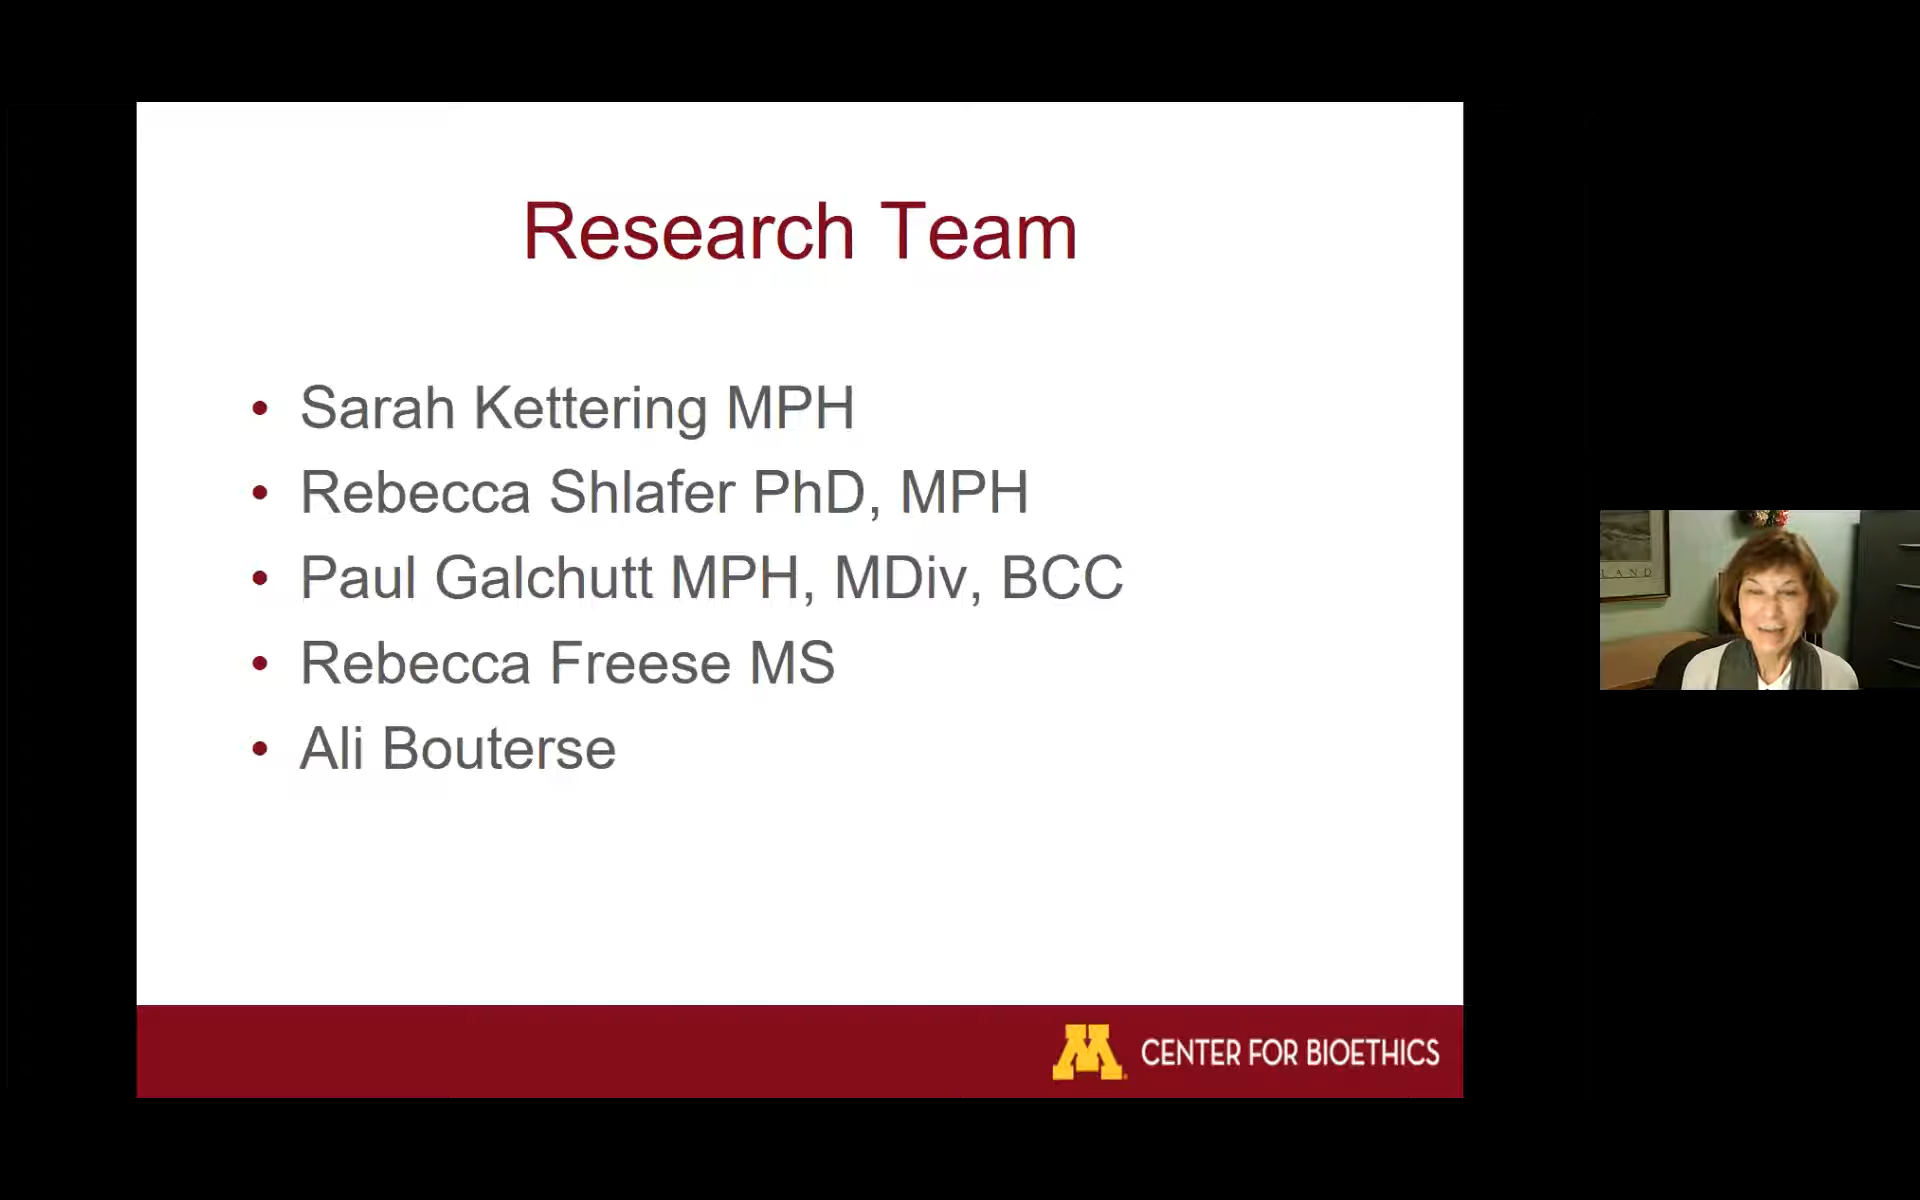 Research Team
• Sarah Kettering MPH
• Rebecca Shlafer PhD, MPH
• Paul Galchutt MPH, MDiv, BCC
• Rebecca Freese MS
• Ali Bouterse
M CENTER FOR BIOETHICS
LAND